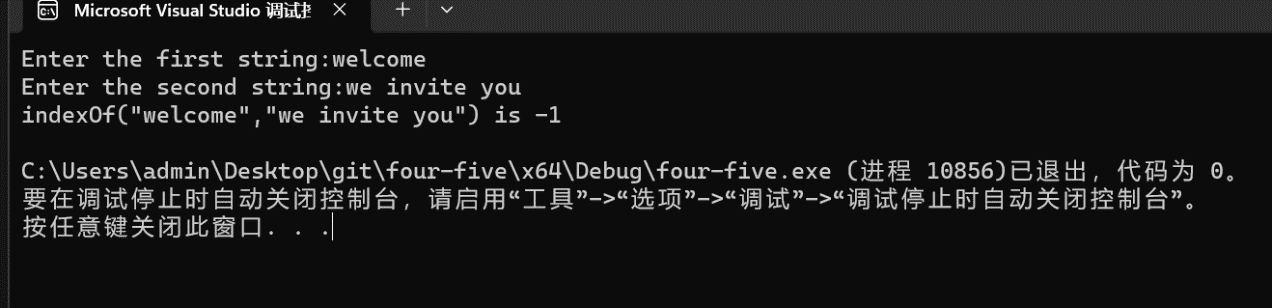 Microsoft Visual Studio 调试控
Enter the first string:welcome
Enter the second string:we invite you
indexOf("welcome","we invite you") is -1
C:\Users\admin\Desktop\git\four-five\x64\Debug\four-five.exe (进程 10856)已退出，代码为 0。
要在调试停止时自动关闭控制台，请启用“工具”->“选项”->“调试”->“调试停止时自动关闭控制台”。
按任意键关闭此窗口. . .